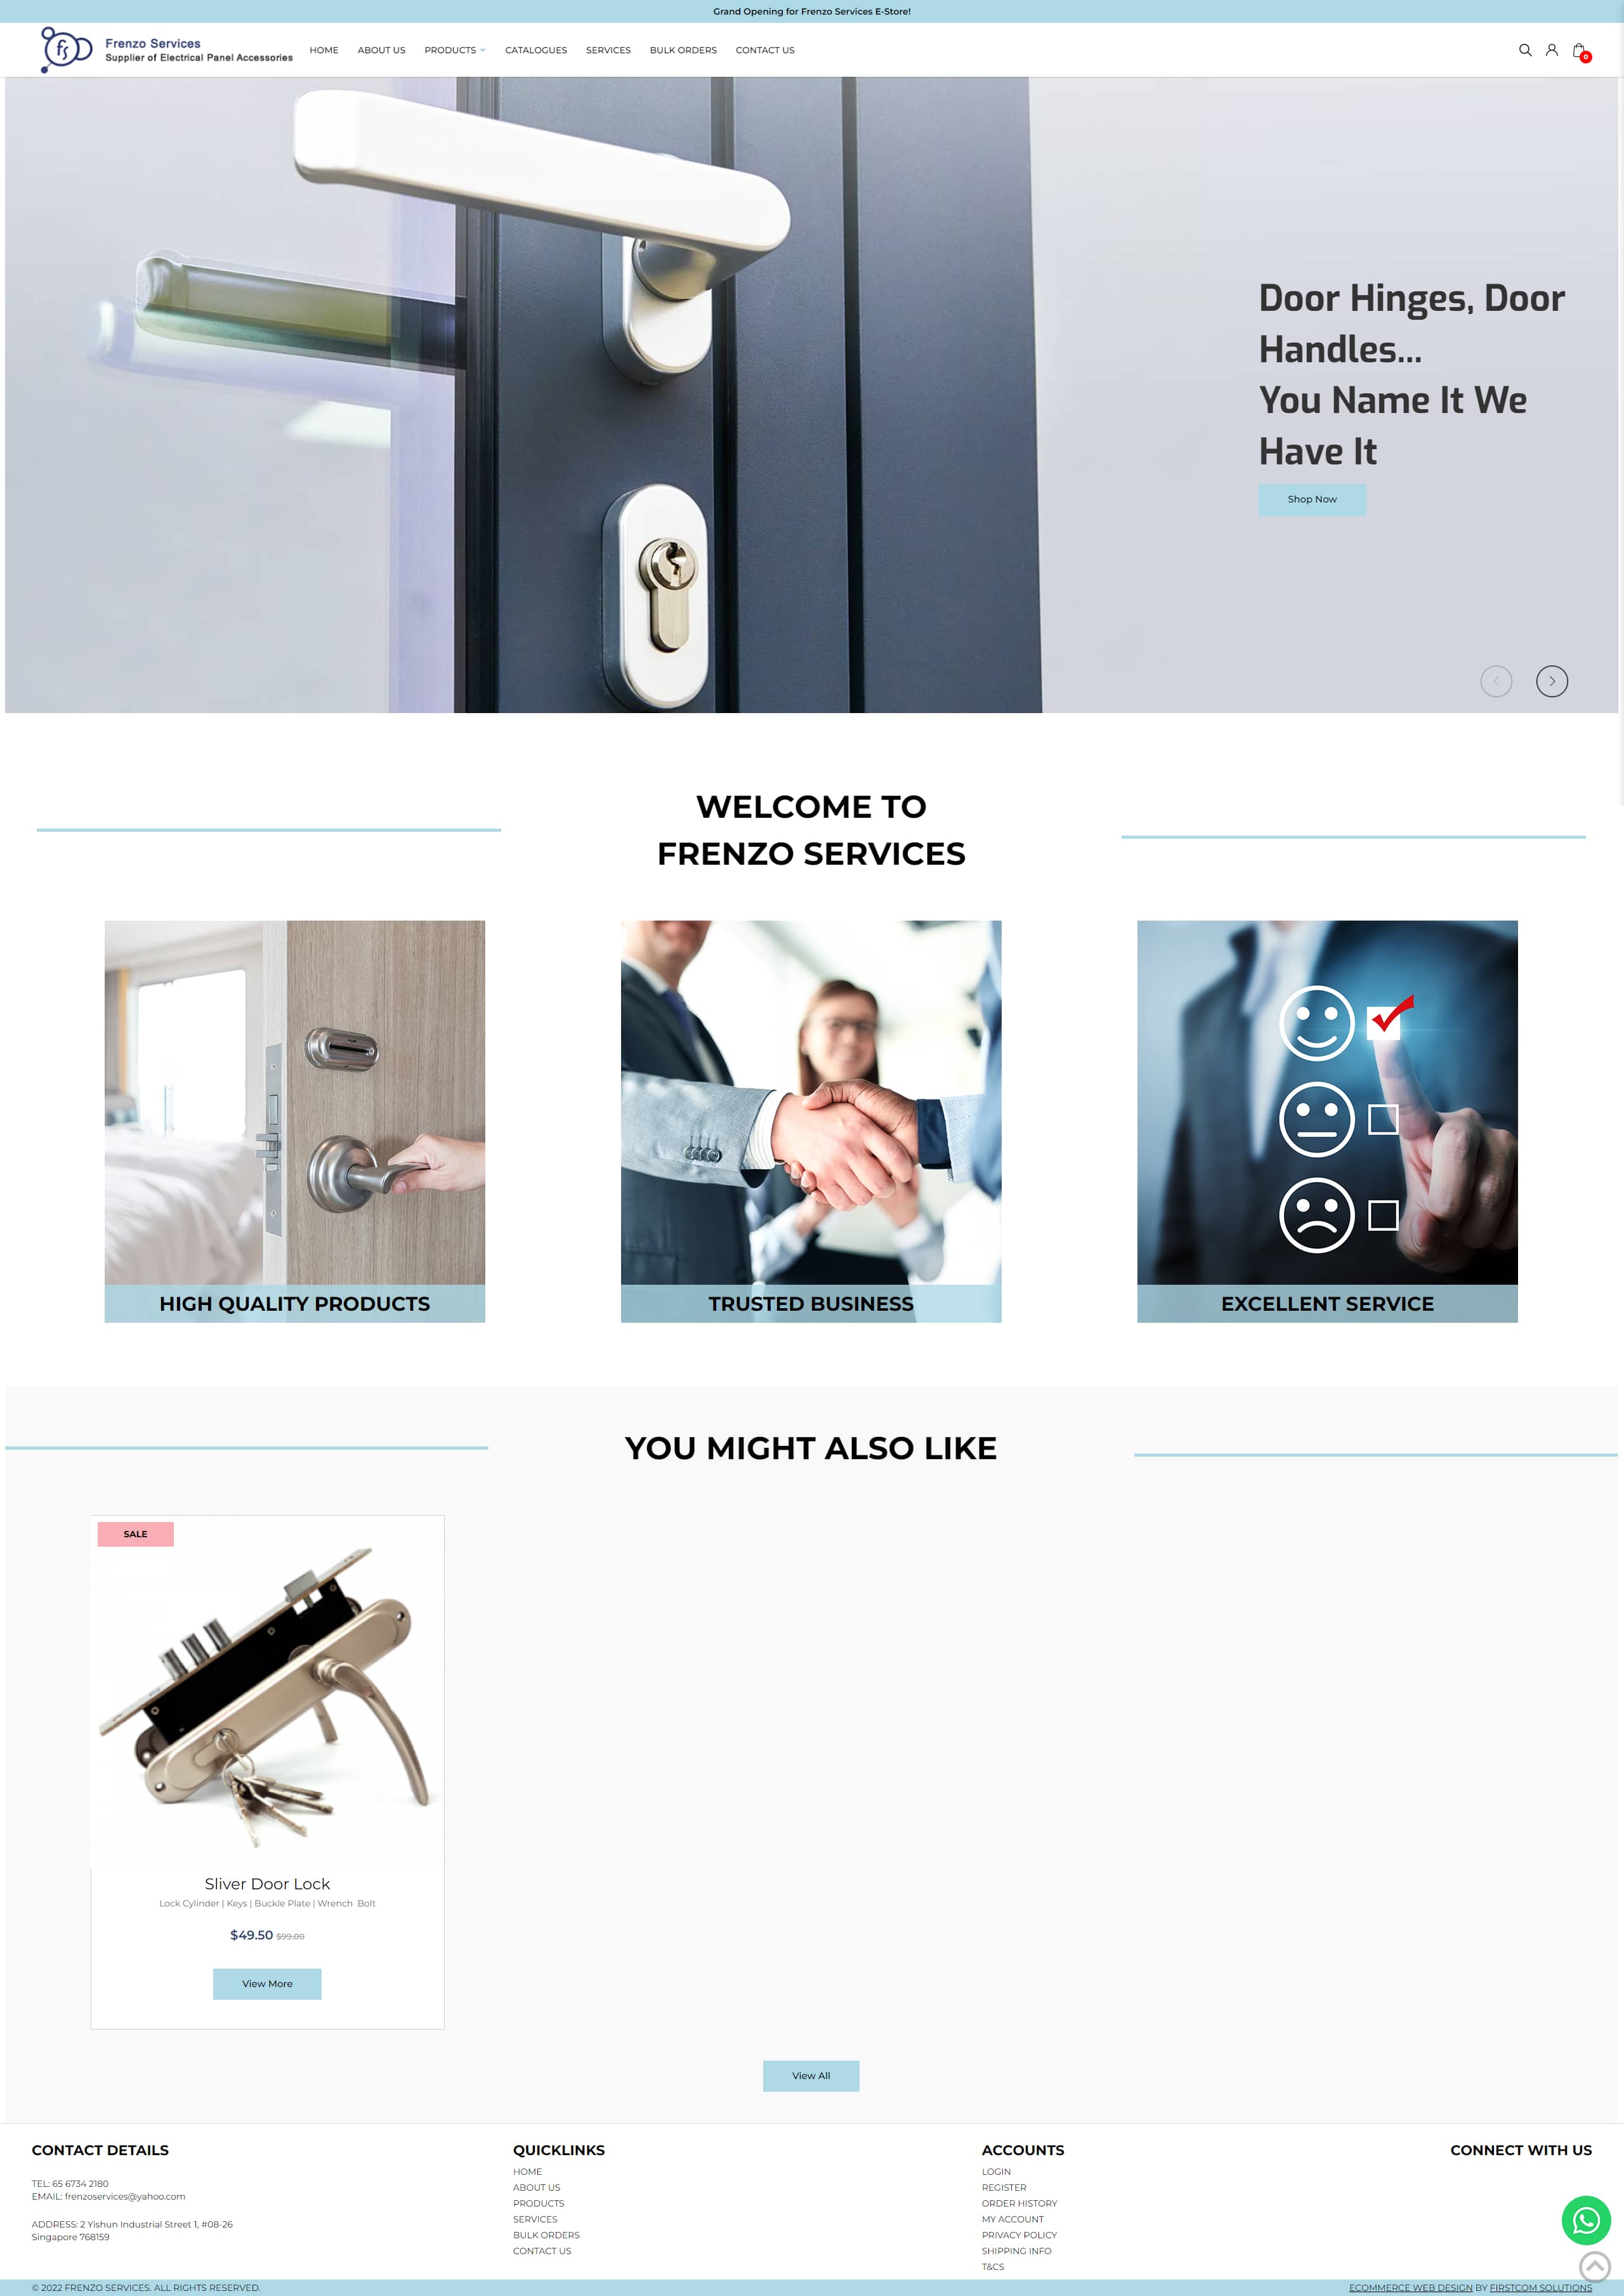 Grand Opening for Frenzo Services E-Store!
Frenzo Services
Supplier of Electrical Panel Accessories
HOME
ABOUT US
PRODUCTS
CATALOGUES
SERVICES
BULK ORDERS
CONTACT US
0
Door Hinges, Door
Handles...
You Name It We
Have It
Shop Now
WELCOME TO
FRENZO SERVICES
HIGH QUALITY PRODUCTS
TRUSTED BUSINESS
EXCELLENT SERVICE
YOU MIGHT ALSO LIKE
SALE
Sliver Door Lock
Lock Cylinder | Keys | Buckle Plate | Wrench Bolt
$49.50 $99.00
View More
View All
CONTACT DETAILS
TEL: 65 6734 2180
EMAIL: frenzoservices@yahoo.com
ADDRESS: 2 Yishun Industrial Street 1, #08-26
Singapore 768159
QUICKLINKS
HOME
ABOUT US
PRODUCTS
SERVICES
BULK ORDERS
CONTACT US
ACCOUNTS
LOGIN
REGISTER
ORDER HISTORY
MY ACCOUNT
PRIVACY POLICY
SHIPPING INFO
T&CS
CONNECT WITH US
© 2022 FRENZO SERVICES. ALL RIGHTS RESERVED.
ECOMMERCE WEB DESIGN BY FIRSTCOM SOLUTIONS